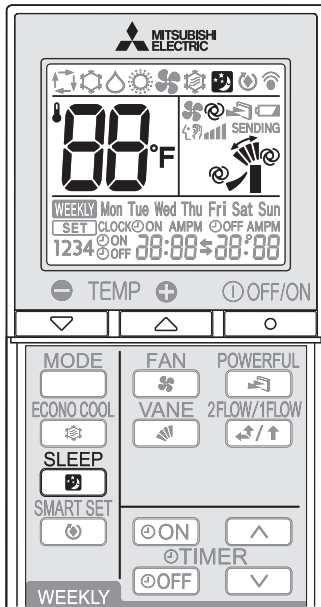 MITSUBISHI
ELECTRIC
88°F
SENDING
WEEKLY Mon Tue Wed Thu Fri Sat Sun
SET CLOCK ON AMPM OFF AMPM
1234 ON OFF 88:88 88:88
TEMP OFF/ON
MODE FAN POWERFUL
ECONO COOL VANE 2FLOW/1FLOW
SLEEP
SMART SET
ON
TIMER
OFF
WEEKLY